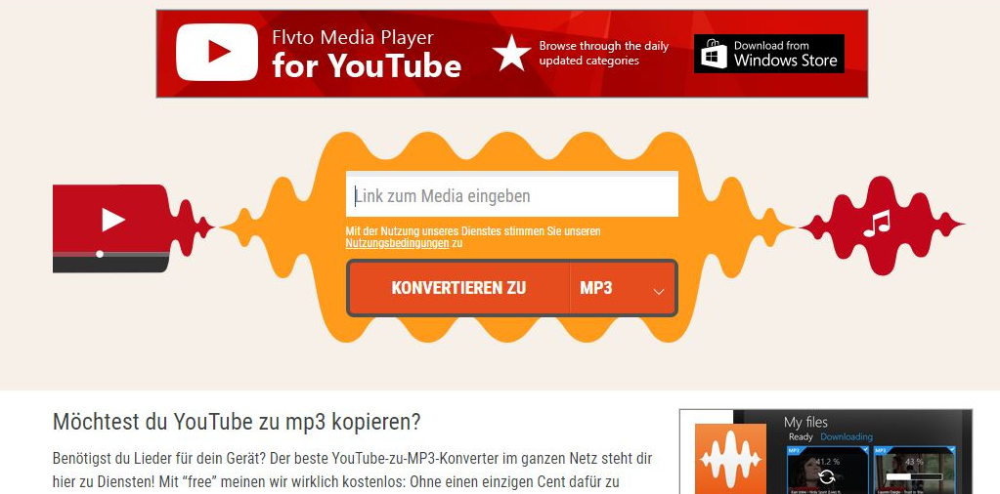 Flvto Media Player
for YouTube
Browse through the daily
updated categories
Download from
Windows Store
Link zum Media eingeben
Mit der Nutzung unseres Dienstes stimmen Sie unseren
Nutzungsbedingungen zu
KONVERTIEREN ZU
MP3
Möchtest du YouTube zu mp3 kopieren?
Benötigst du Lieder für dein Gerät? Der beste YouTube-zu-MP3-Konverter im ganzen Netz steht dir
hier zu Diensten! Mit “free” meinen wir wirklich kostenlos: Ohne einen einzigen Cent dafür zu
My files
Ready Downloading
MP3
41.2 %
MP3
43 %